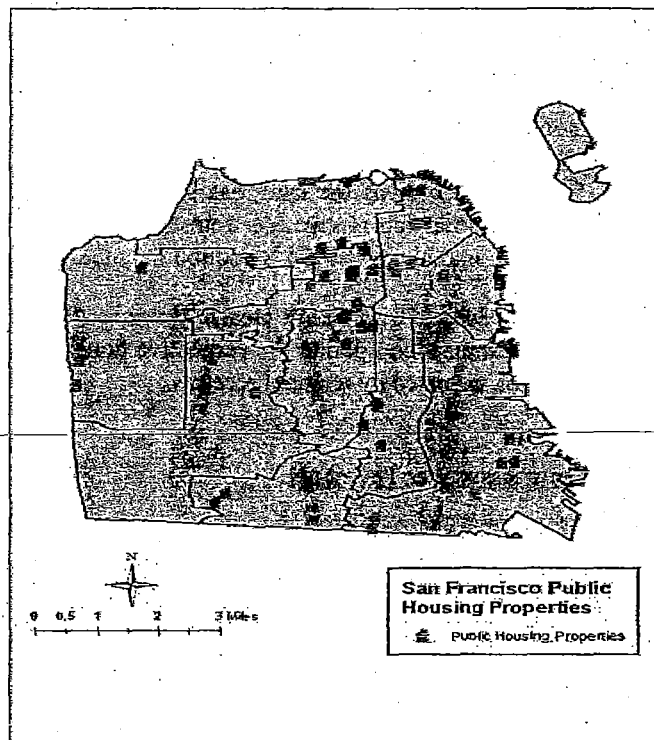 N
0 0.5 1 2 3 Miles
San Francisco Public
Housing Properties
Public Housing Properties